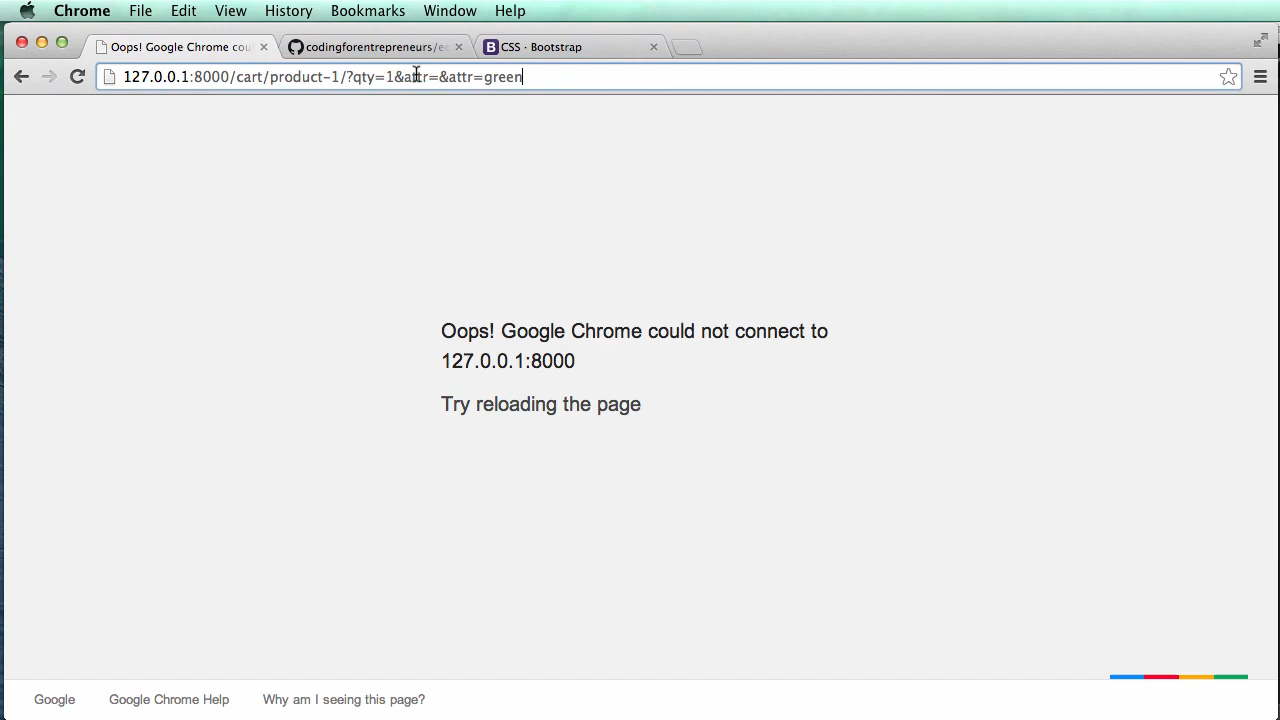 Chrome File Edit View History Bookmarks Window Help
Oops! Google Chrome cou
codingforentrepreneurs/e
B CSS · Bootstrap
127.0.0.1:8000/cart/product-1/?qty=1&attr=&attr=green
Oops! Google Chrome could not connect to
127.0.0.1:8000
Try reloading the page
Google Google Chrome Help Why am I seeing this page?